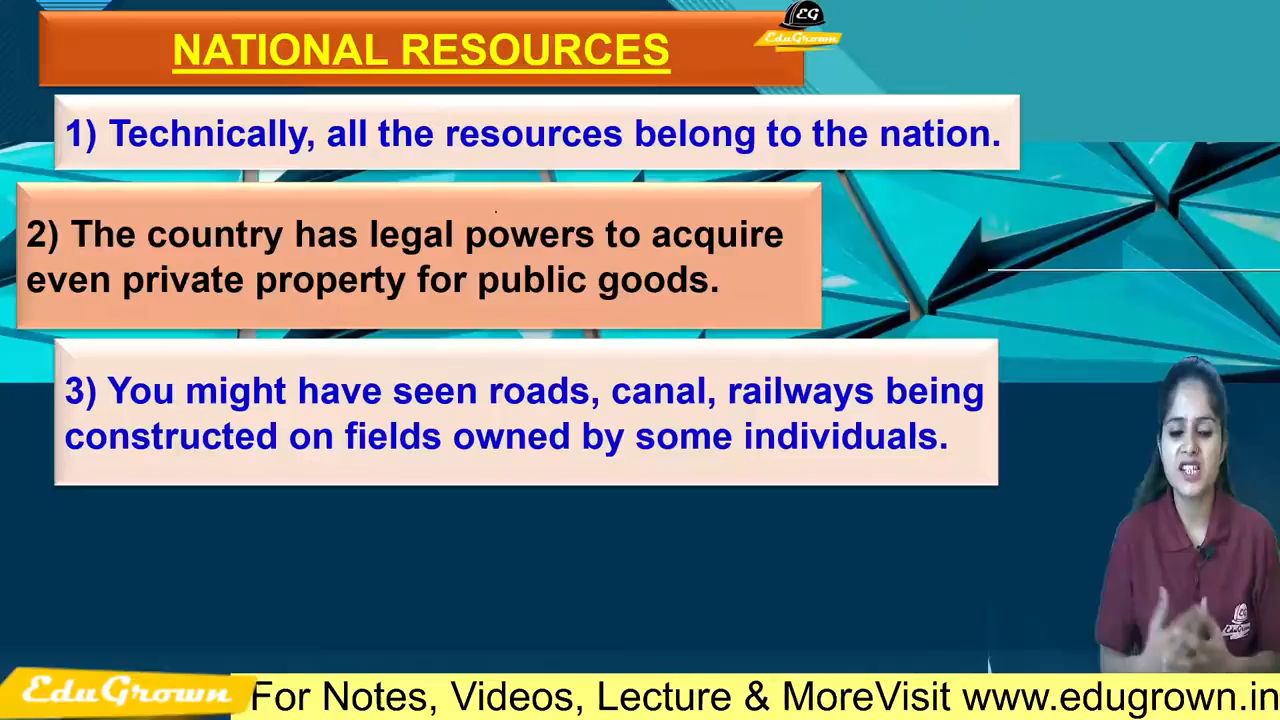 EG
EduGrown
NATIONAL RESOURCES
1) Technically, all the resources belong to the nation.
2) The country has legal powers to acquire
even private property for public goods.
3) You might have seen roads, canal, railways being
constructed on fields owned by some individuals.
EduGrown
EduGrown
For Notes, Videos, Lecture & MoreVisit www.edugrown.in